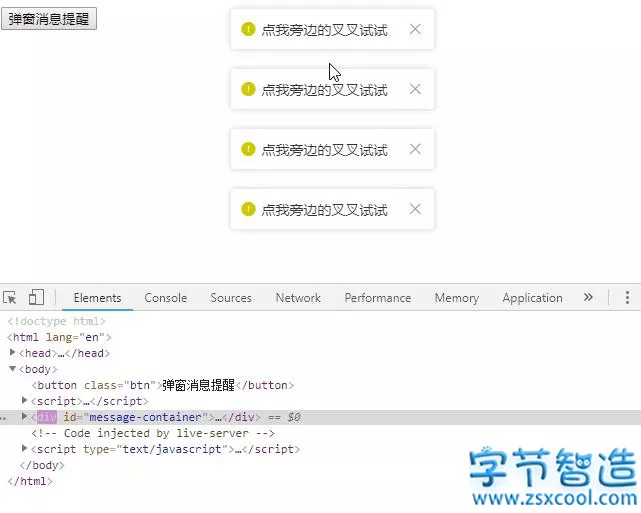 弹窗消息提醒
点我旁边的叉叉试试
点我旁边的叉叉试试
点我旁边的叉叉试试
点我旁边的叉叉试试
Elements Console Sources Network Performance Memory Application »
<!doctype html>
<html lang="en">
<head>…</head>
<body>
<button class="btn">弹窗消息提醒</button>
<script>…</script>
<div id="message-container">…</div> == $0
<!-- Code injected by live-server -->
<script type="text/javascript">…</script>
</body>
</html>
字节智造
www.zsxcool.com